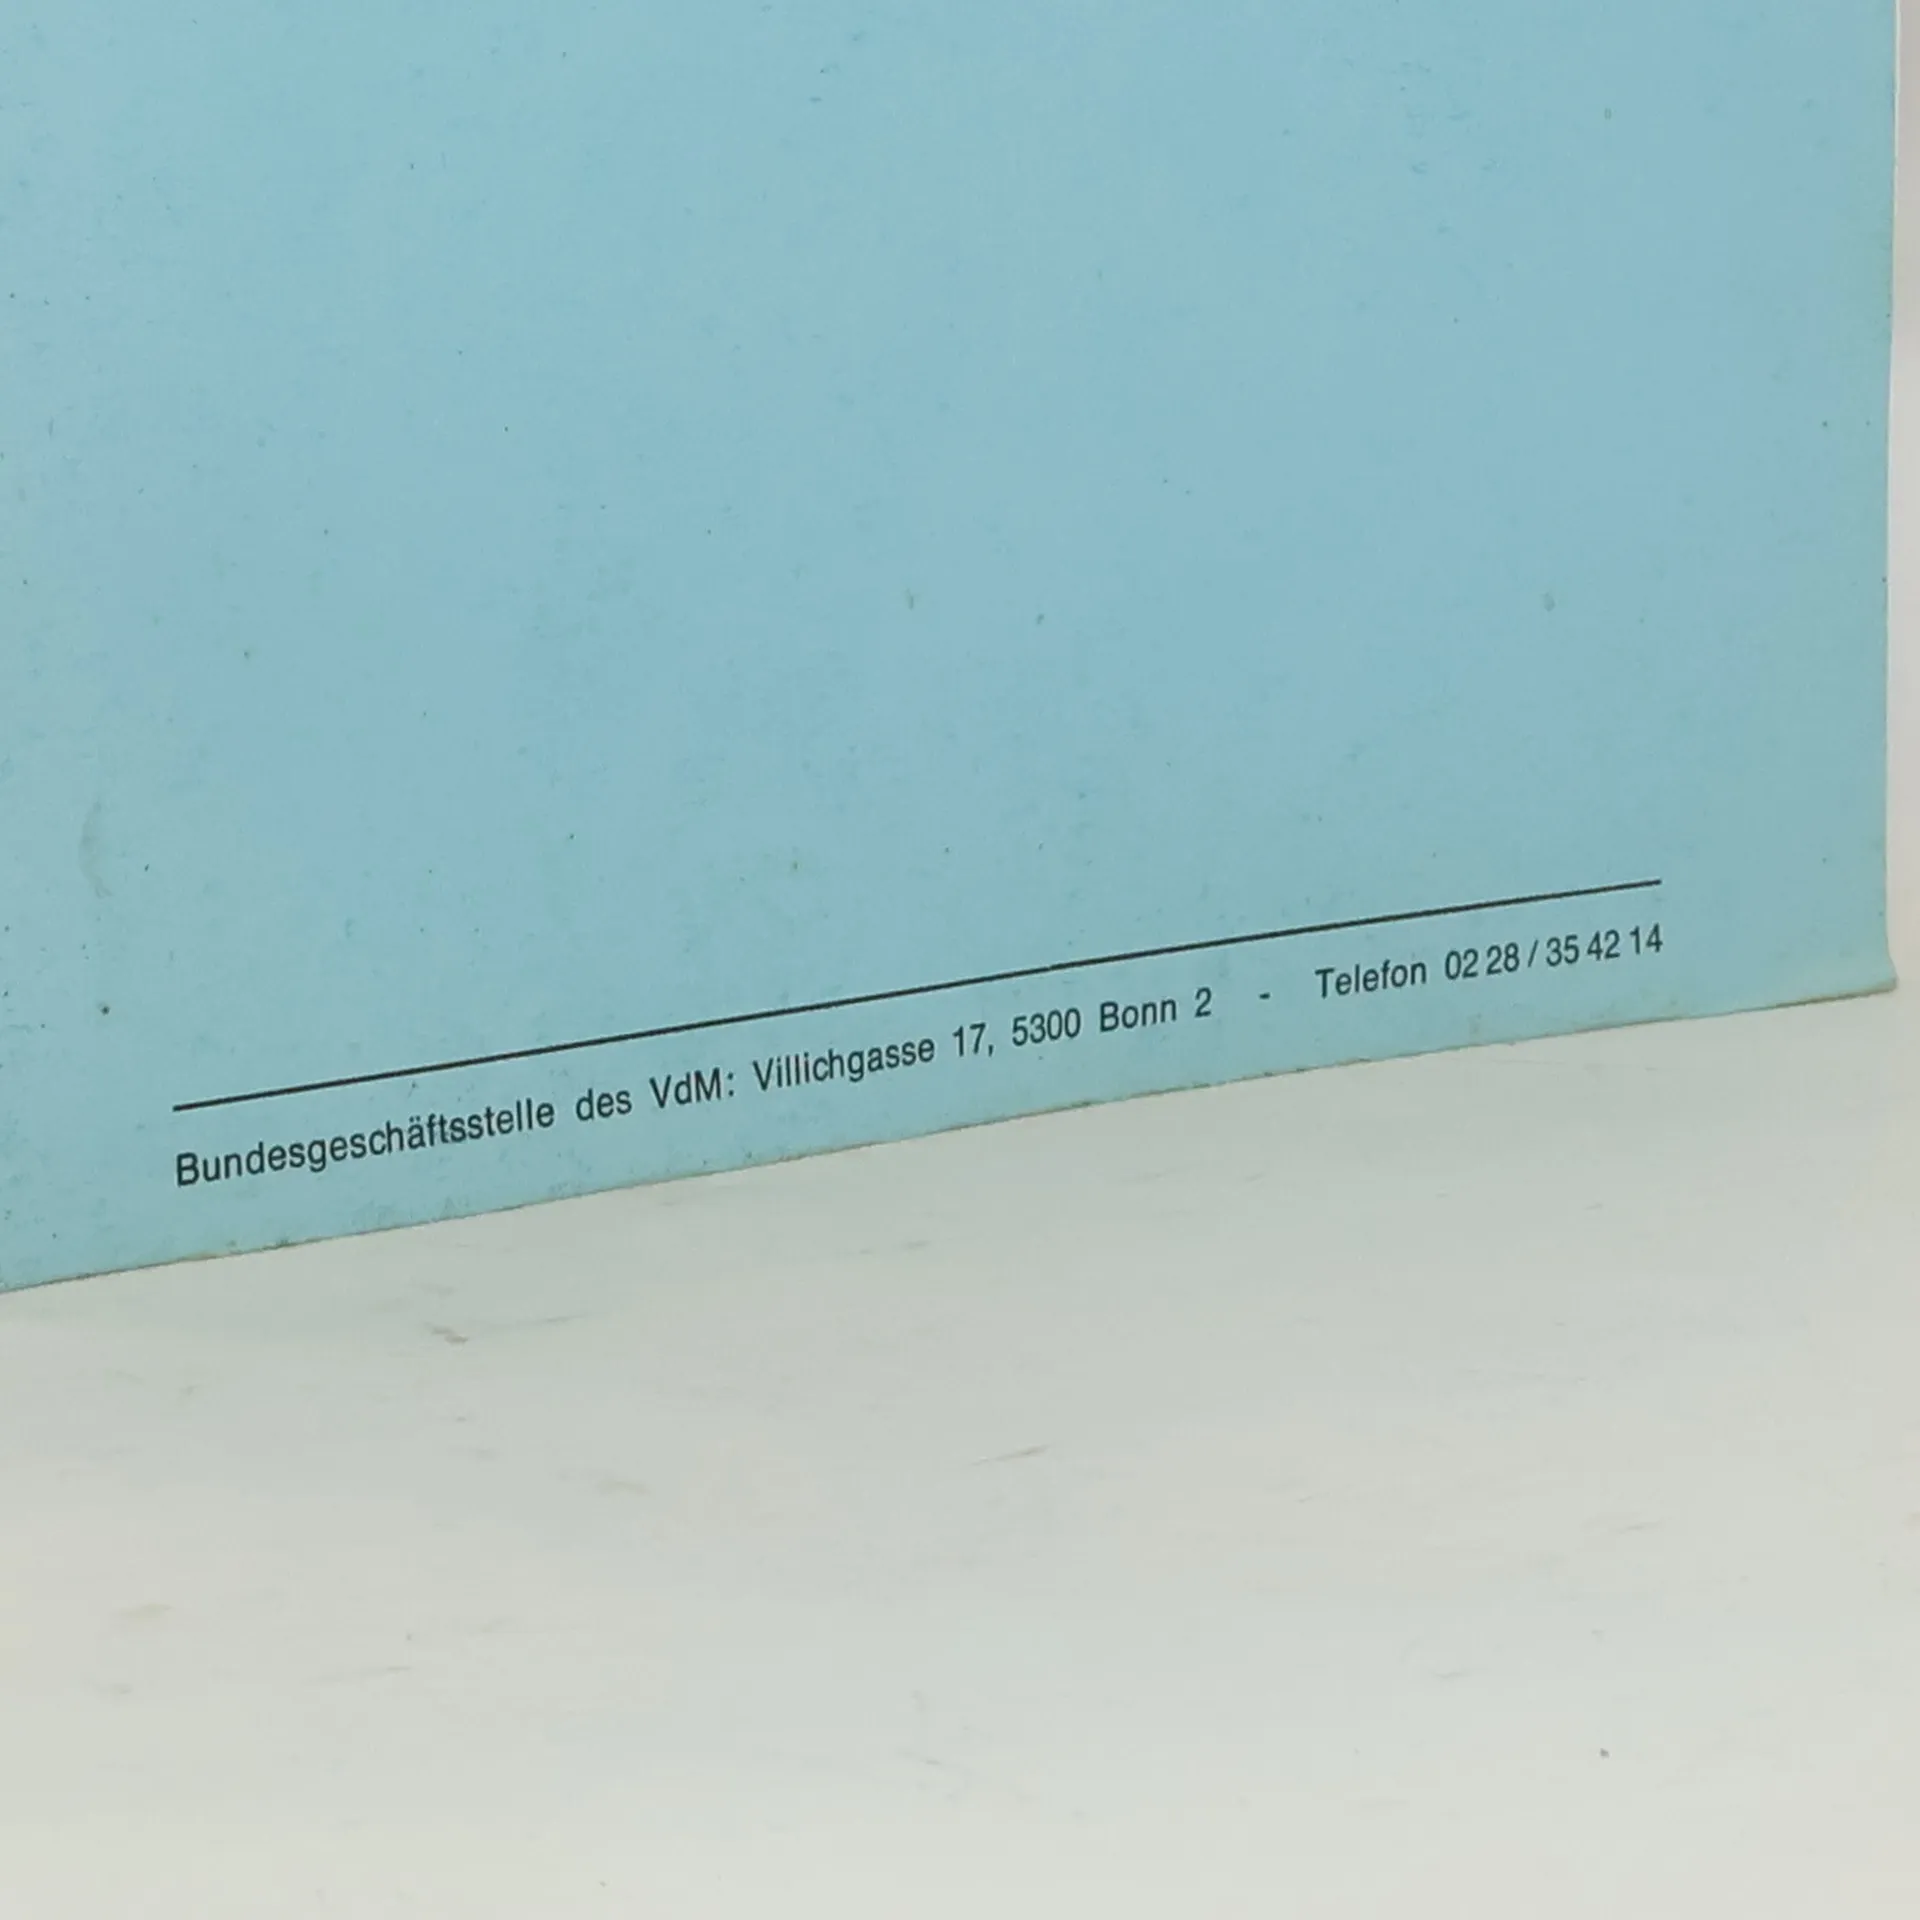 Bundesgeschäftsstelle des VdM: Villichgasse 17, 5300 Bonn 2 - Telefon 02 28 / 35 42 14